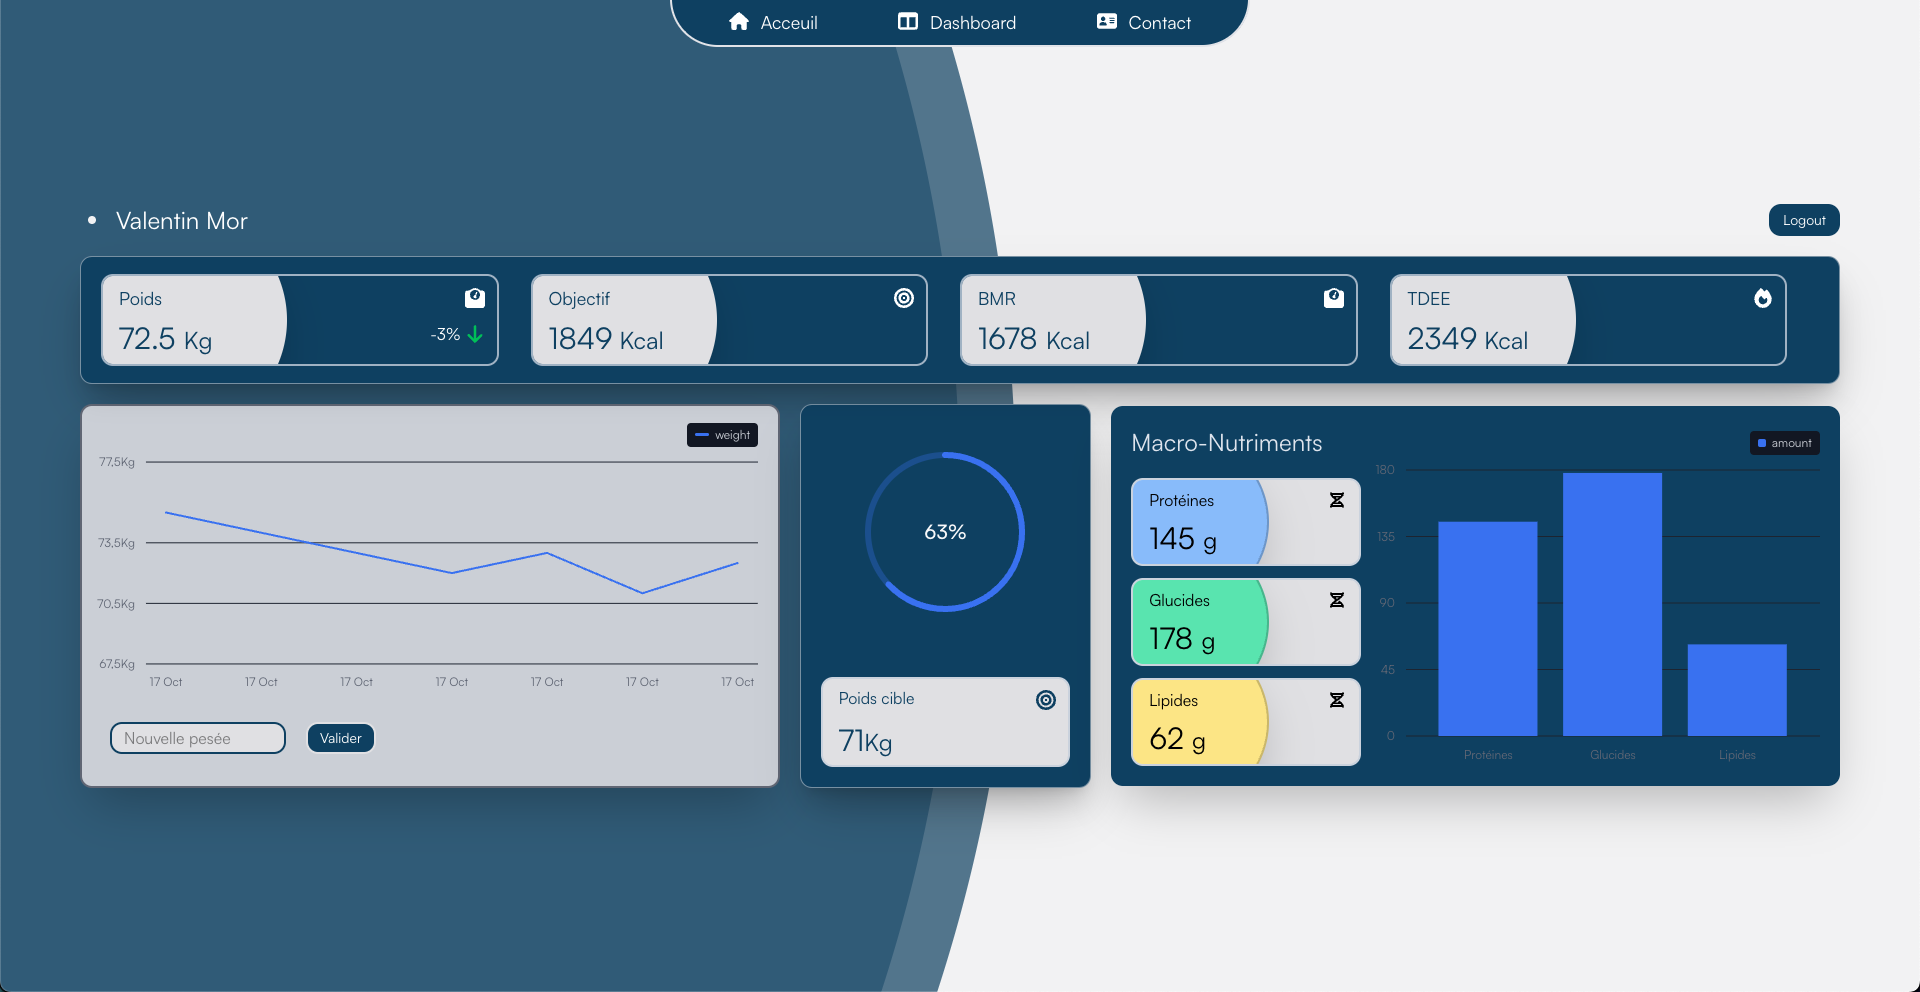 Acceuil
Dashboard
Contact
Valentin Mor
Logout
Poids
72.5 Kg
-3%
Objectif
1849 Kcal
BMR
1678 Kcal
TDEE
2349 Kcal
weight
77,5Kg
73,5Kg
70,5Kg
67,5Kg
17 Oct 17 Oct 17 Oct 17 Oct 17 Oct 17 Oct 17 Oct
Nouvelle pesée
Valider
63%
Poids cible
71Kg
Macro-Nutriments
Protéines
145 g
Glucides
178 g
Lipides
62 g
amount
180
135
90
45
0
Protéines Glucides Lipides